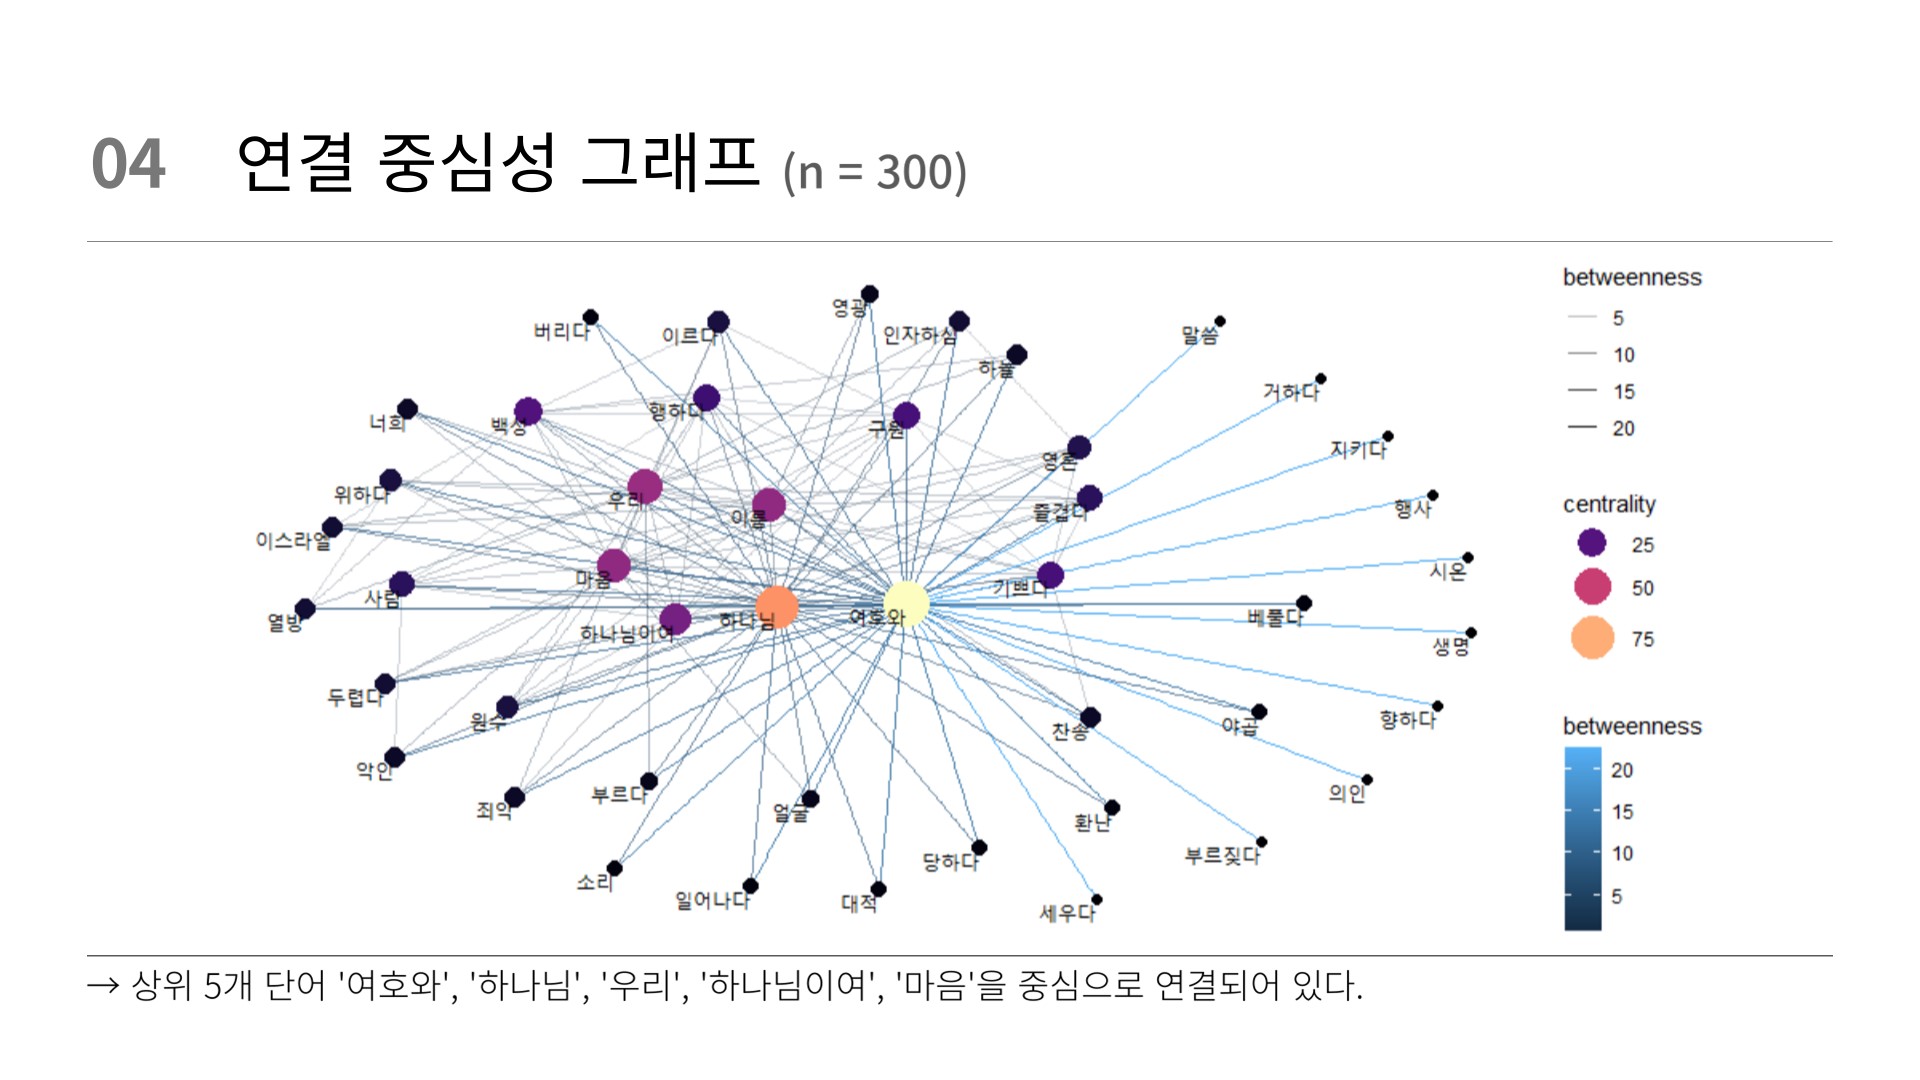 04 연결 중심성 그래프 (n = 300)
영광
버리다
이르다
인자하심
말씀
하늘
거하다
너희
백성
행하다
구원
지키다
영혼
위하다
우리
이름
즐겁다
행사
이스라엘
시온
마음
기쁘다
사람
열방
하나님이여
하나님
여호와
베풀다
생명
두렵다
원수
찬송
야곱
향하다
악인
죄악
부르다
얼굴
환난
의인
소리
일어나다
대적
당하다
세우다
부르짖다
betweenness
5
10
15
20
centrality
25
50
75
betweenness
20
15
10
5
→ 상위 5개 단어 '여호와', '하나님', '우리', '하나님이여', '마음'을 중심으로 연결되어 있다.